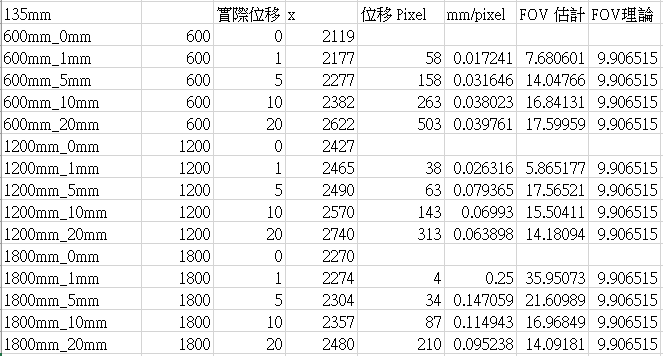 135mm 實際位移 x 位移 Pixel mm/pixel FOV 估計 FOV理論
600mm_0mm 600 0 2119
600mm_1mm 600 1 2177 58 0.017241 7.680601 9.906515
600mm_5mm 600 5 2277 158 0.031646 14.04766 9.906515
600mm_10mm 600 10 2382 263 0.038023 16.84131 9.906515
600mm_20mm 600 20 2622 503 0.039761 17.59959 9.906515
1200mm_0mm 1200 0 2427
1200mm_1mm 1200 1 2465 38 0.026316 5.865177 9.906515
1200mm_5mm 1200 5 2490 63 0.079365 17.56521 9.906515
1200mm_10mm 1200 10 2570 143 0.06993 15.50411 9.906515
1200mm_20mm 1200 20 2740 313 0.063898 14.18094 9.906515
1800mm_0mm 1800 0 2270
1800mm_1mm 1800 1 2274 4 0.25 35.95073 9.906515
1800mm_5mm 1800 5 2304 34 0.147059 21.60989 9.906515
1800mm_10mm 1800 10 2357 87 0.114943 16.96849 9.906515
1800mm_20mm 1800 20 2480 210 0.095238 14.09181 9.906515